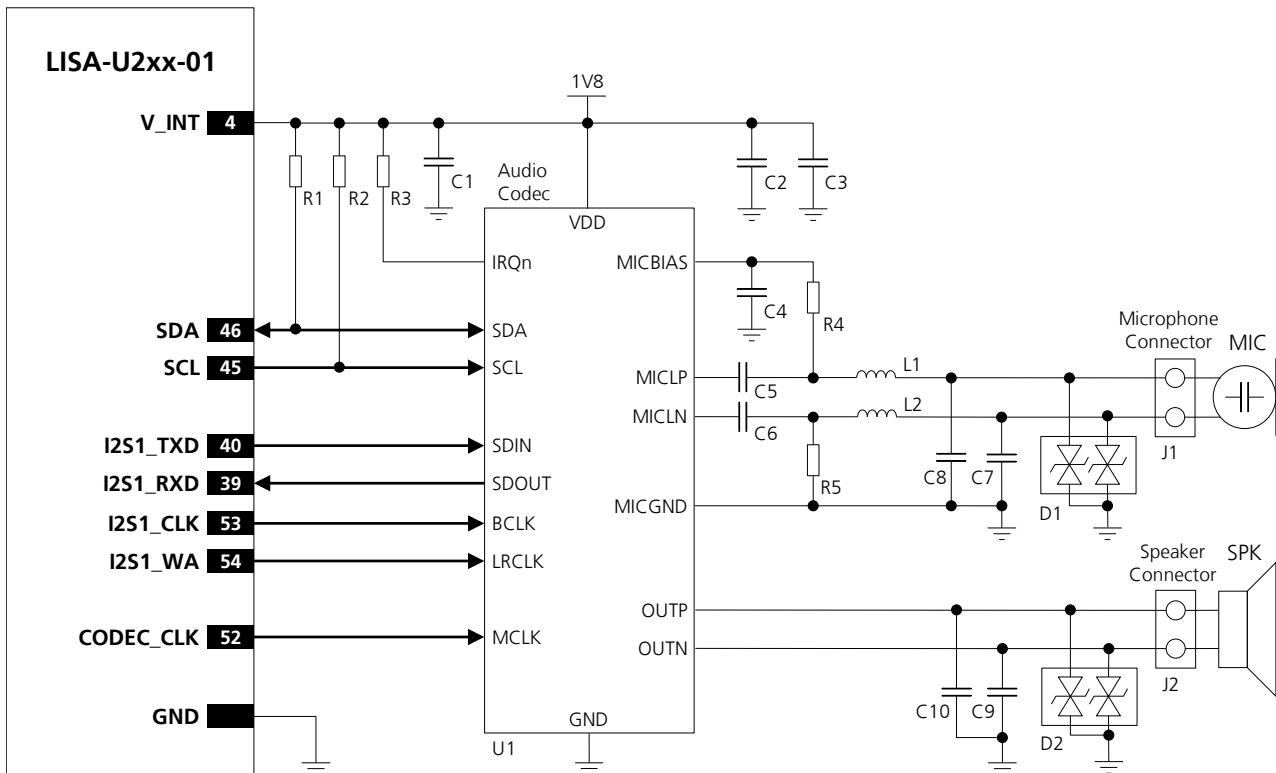 LISA-U2xx-01
1V8
V_INT 4
R1
R2
R3
C1
Audio
Codec
C2
C3
VDD
IRQn
MICBIAS
C4
R4
SDA 46
SDA
SCL 45
SCL
Microphone
Connector
MIC
MICLP
C5
L1
MICLN
C6
L2
J1
I2S1_TXD 40
SDIN
I2S1_RXD 39
SDOUT
R5
C8
C7
D1
MICGND
I2S1_CLK 53
BCLK
I2S1_WA 54
LRCLK
Speaker
Connector
SPK
OUTP
CODEC_CLK 52
MCLK
OUTN
J2
GND
GND
C10
C9
D2
U1